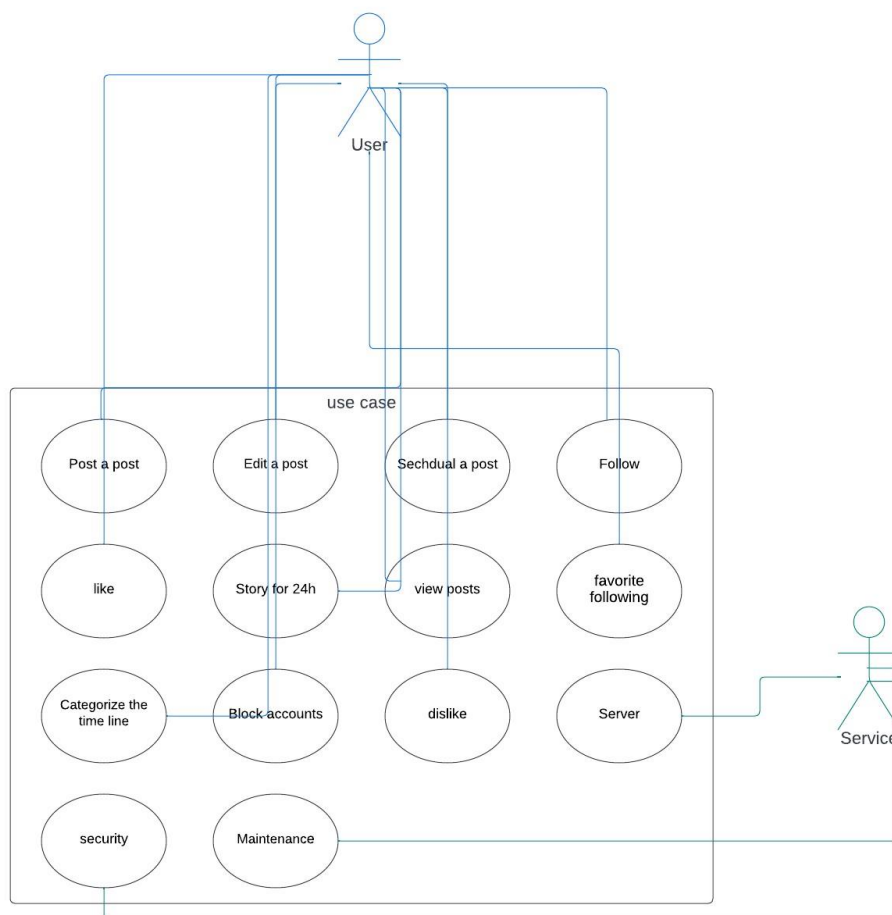 User
use case
Post a post
Edit a post
Sechdual a post
Follow
like
Story for 24h
view posts
favorite
following
Categorize the
time line
Block accounts
dislike
Server
Service
security
Maintenance